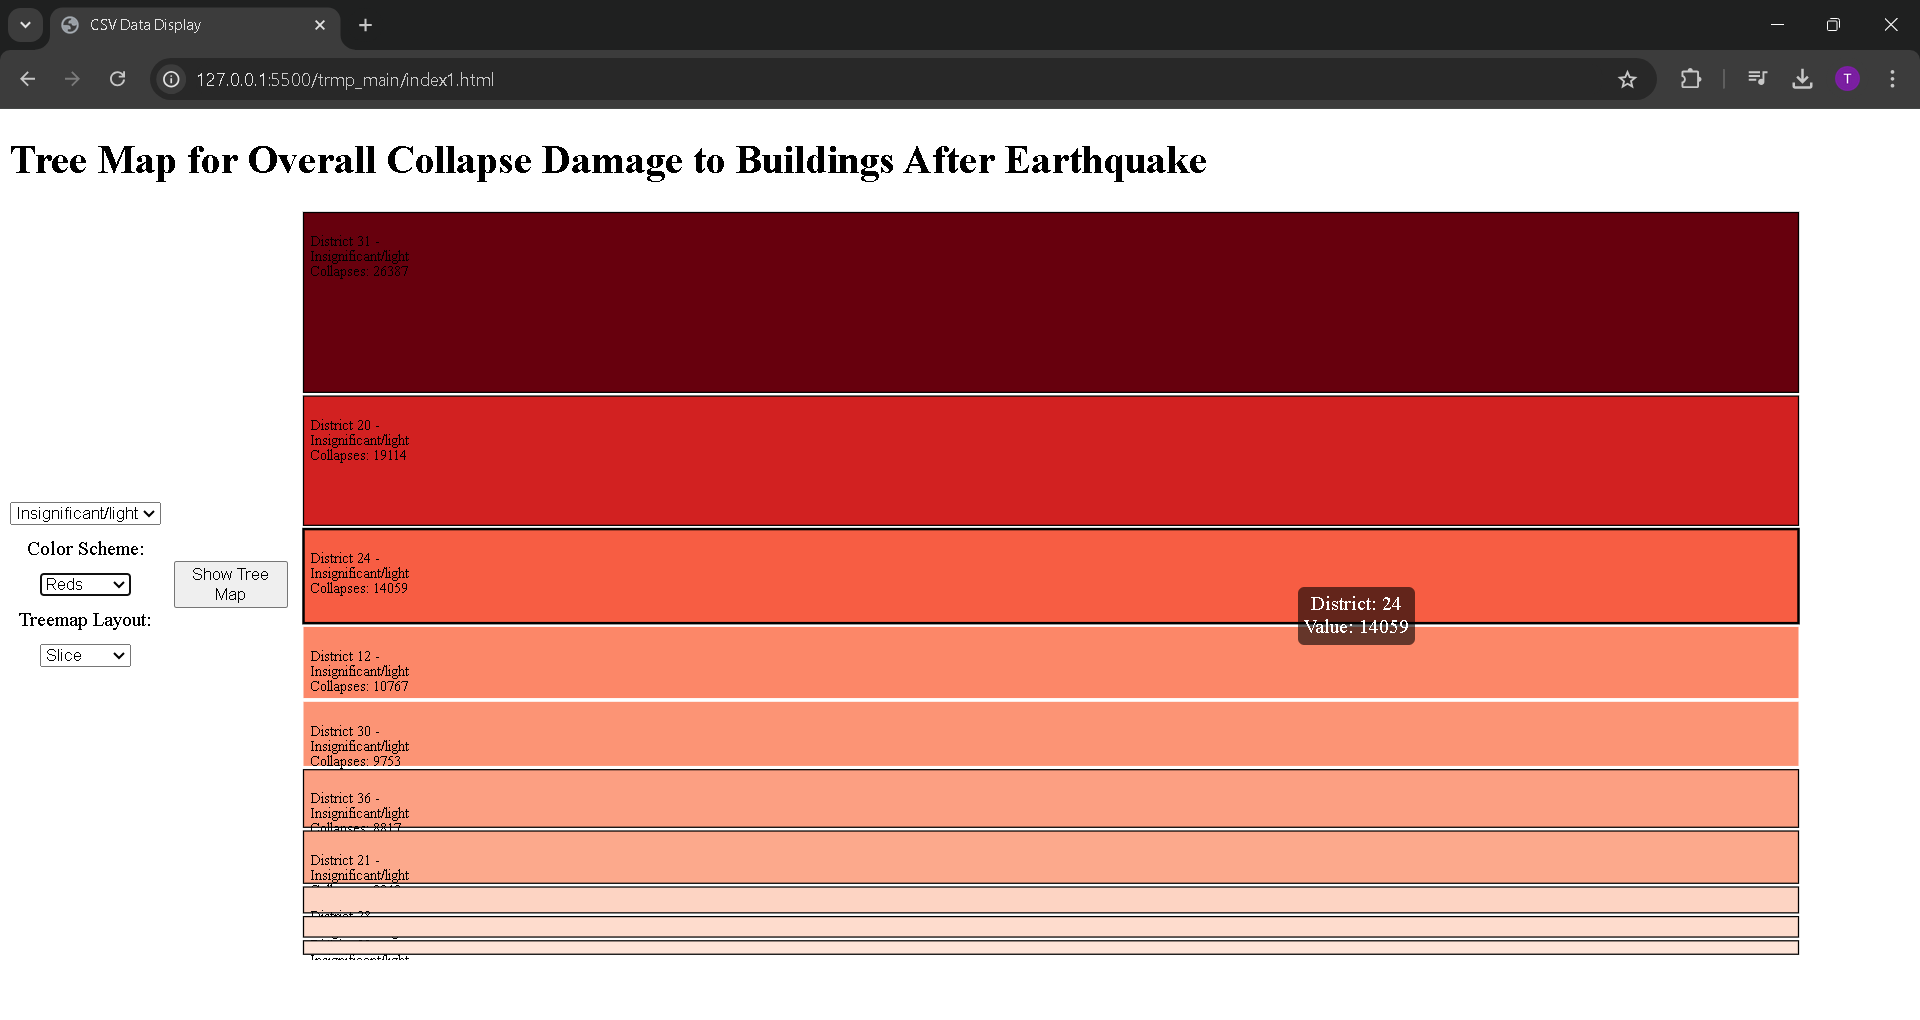 CSV Data Display
127.0.0.1:5500/trmp_main/index1.html
T
Tree Map for Overall Collapse Damage to Buildings After Earthquake
Insignificant/light
Color Scheme:
Reds
Treemap Layout:
Slice
Show Tree
Map
District 31 -
Insignificant/light
Collapses: 26387
District 20 -
Insignificant/light
Collapses: 19114
District 24 -
Insignificant/light
Collapses: 14059
District: 24
Value: 14059
District 12 -
Insignificant/light
Collapses: 10767
District 30 -
Insignificant/light
Collapses: 9753
District 36 -
Insignificant/light
Collapses: 8817
District 21 -
Insignificant/light
District 28
Insignificant/light